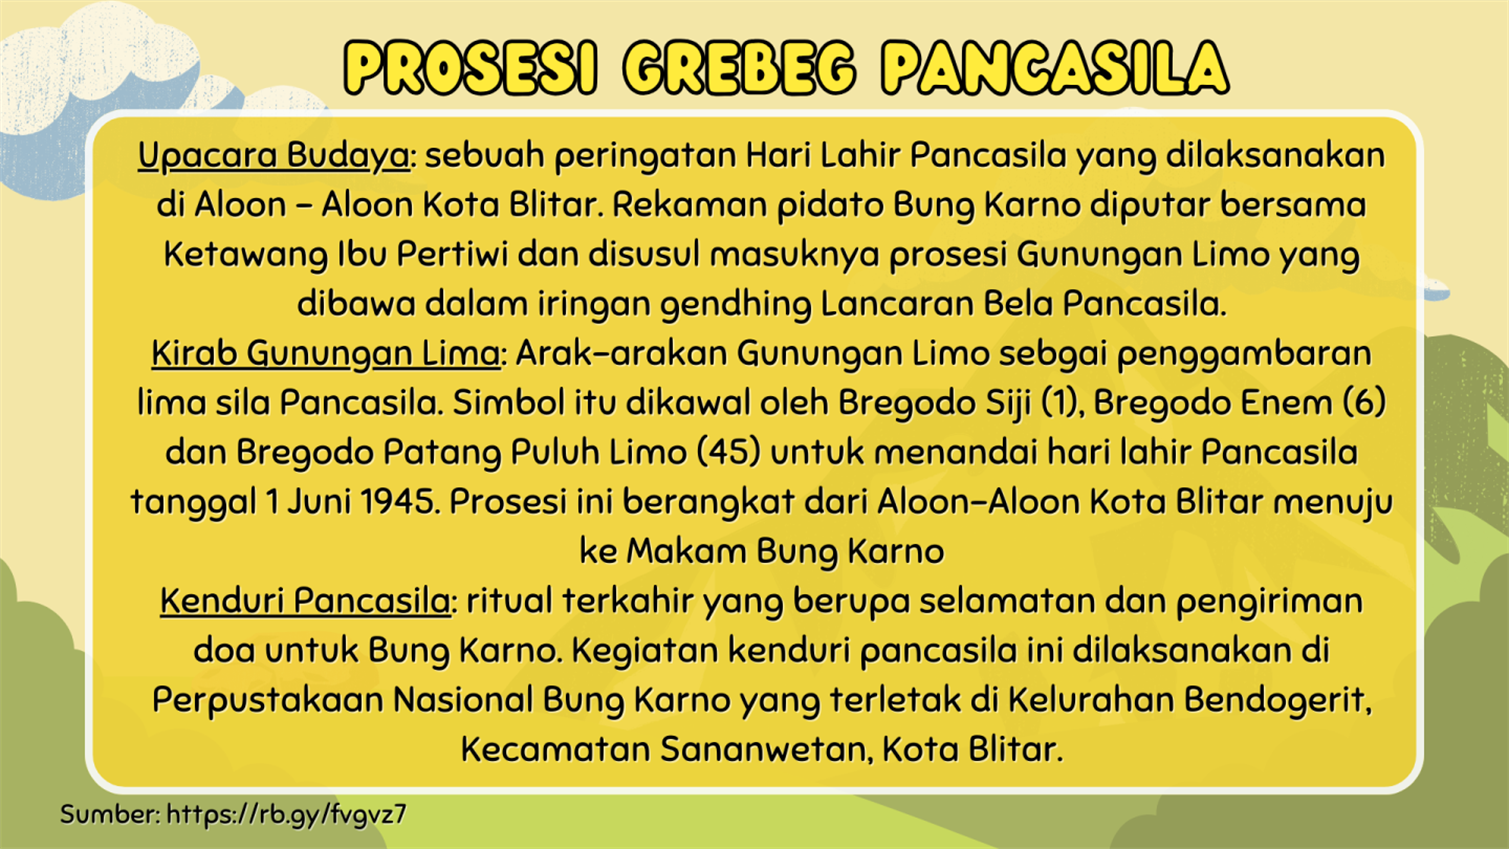 PROSESI GREBEG PANCASILA
Upacara Budaya: sebuah peringatan Hari Lahir Pancasila yang dilaksanakan
di Aloon - Aloon Kota Blitar. Rekaman pidato Bung Karno diputar bersama
Ketawang Ibu Pertiwi dan disusul masuknya prosesi Gunungan Limo yang
dibawa dalam iringan gendhing Lancaran Bela Pancasila.
Kirab Gunungan Lima: Arak-arakan Gunungan Limo sebgai penggambaran
lima sila Pancasila. Simbol itu dikawal oleh Bregodo Siji (1), Bregodo Enem (6)
dan Bregodo Patang Puluh Limo (45) untuk menandai hari lahir Pancasila
tanggal 1 Juni 1945. Prosesi ini berangkat dari Aloon-Aloon Kota Blitar menuju
ke Makam Bung Karno
Kenduri Pancasila: ritual terkahir yang berupa selamatan dan pengiriman
doa untuk Bung Karno. Kegiatan kenduri pancasila ini dilaksanakan di
Perpustakaan Nasional Bung Karno yang terletak di Kelurahan Bendogerit,
Kecamatan Sananwetan, Kota Blitar.
Sumber: https://rb.gy/fvgvz7